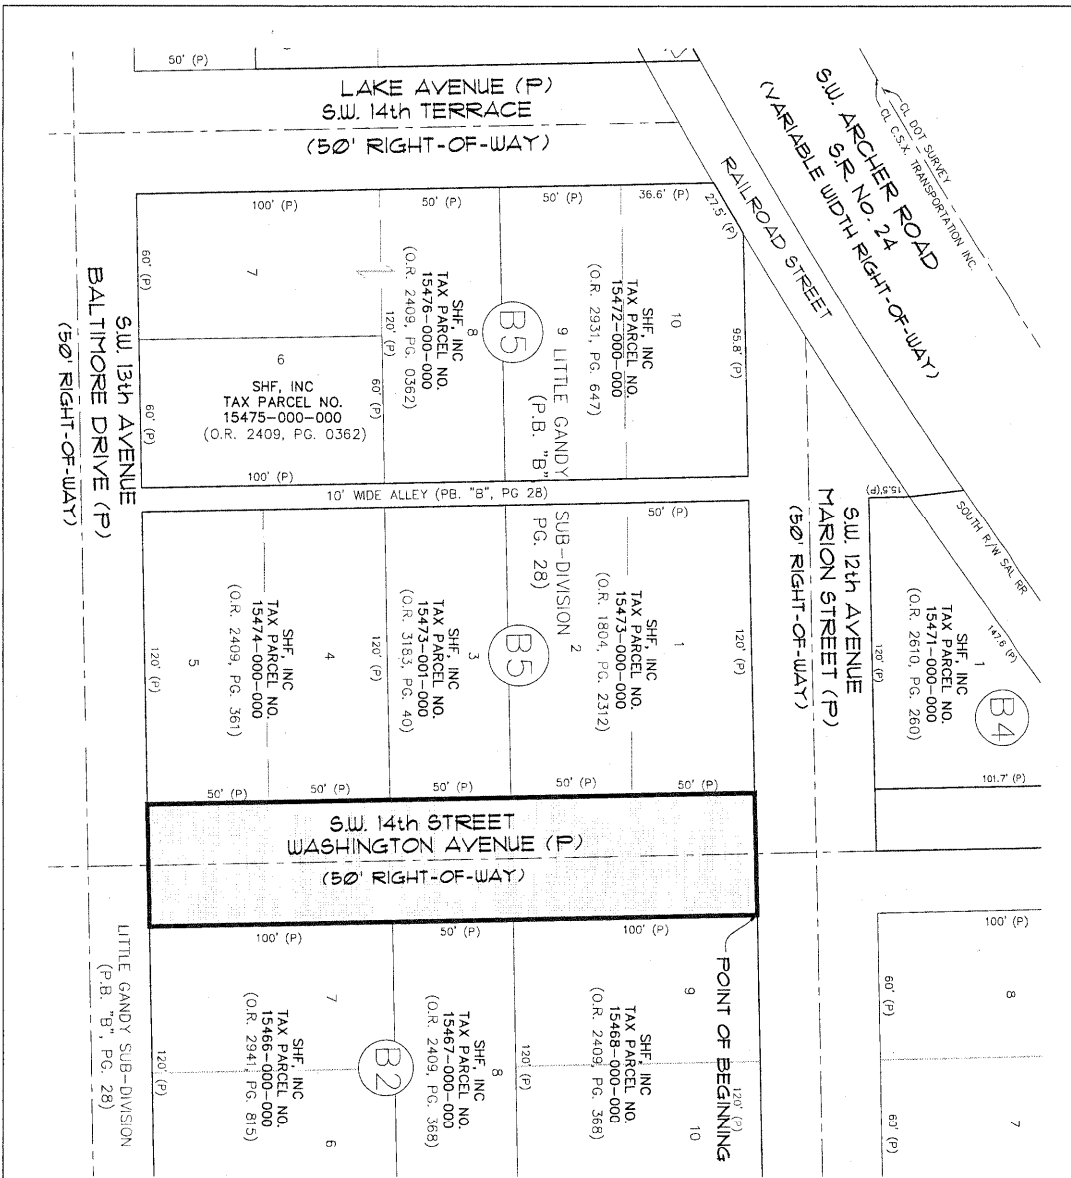 50' (P)
LAKE AVENUE (P)
S.W. 14th TERRACE
(50' RIGHT-OF-WAY)
CL DOT SURVEY
CL C.S.X. TRANSPORTATION INC.
S.W. ARCHER ROAD
S.R. No. 24
(VARIABLE WIDTH RIGHT-OF-WAY)
RAILROAD STREET
SOUTH R/W SAL RR
100' (P)
50' (P)
50' (P)
36.6' (P)
27.5' (P)
95.8' (P)
60' (P)
7
120' (P)
60' (P)
60' (P)
6
SHF, INC
TAX PARCEL NO.
15475-000-000
(O.R. 2409, PG. 0362)
100' (P)
8
SHF, INC
TAX PARCEL NO.
15476-000-000
(O.R. 2409, PG. 0362)
B5
9
10
SHF, INC
TAX PARCEL NO.
15472-000-000
(O.R. 2931, PG. 647)
LITTLE GANDY SUB-DIVISION
(P.B. "B" PG. 28)
10' WIDE ALLEY (PB. "B", PG 28)
S.W. 13th AVENUE
BALTIMORE DRIVE (P)
(50' RIGHT-OF-WAY)
S.W. 12th AVENUE
MARION STREET (P)
(50' RIGHT-OF-WAY)
15.5'(P)
147.6 (P)
1
SHF, INC
TAX PARCEL NO.
15471-000-000
(O.R. 2610, PG. 260)
B4
120' (P)
101.7' (P)
50' (P)
1
SHF, INC
TAX PARCEL NO.
15473-000-000
(O.R. 1804, PG. 2312)
2
120' (P)
B5
3
SHF, INC
TAX PARCEL NO.
15473-001-000
(O.R. 3183, PG. 40)
120' (P)
4
SHF, INC
TAX PARCEL NO.
15474-000-000
(O.R. 2409, PG. 361)
5
120' (P)
50' (P)
50' (P)
50' (P)
50' (P)
50' (P)
S.W. 14th STREET
WASHINGTON AVENUE (P)
(50' RIGHT-OF-WAY)
100' (P)
50' (P)
100' (P)
POINT OF BEGINNING
LITTLE GANDY SUB-DIVISION
(P.B. "B", PG. 28)
120' (P)
7
SHF, INC
TAX PARCEL NO.
15466-000-000
(O.R. 2941, PG. 815)
6
B2
8
SHF, INC
TAX PARCEL NO.
15467-000-000
(O.R. 2409, PG. 368)
120' (P)
9
SHF, INC
TAX PARCEL NO.
15468-000-000
(O.R. 2409, PG. 368)
10
120' (P)
100' (P)
60' (P)
8
60' (P)
7